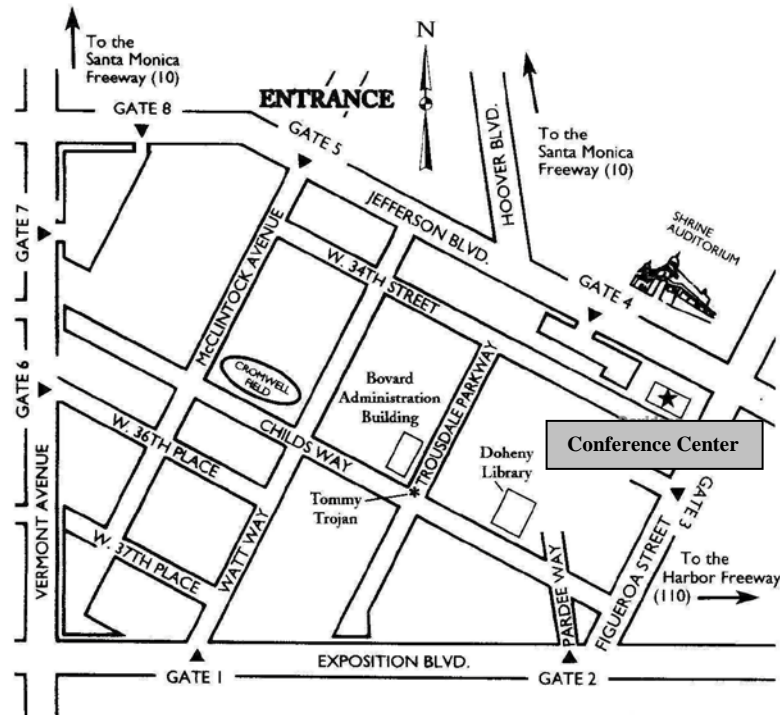 To the
Santa Monica
Freeway (10)
N
ENTRANCE
GATE 8
GATE 5
To the
Santa Monica
Freeway (10)
HOOVER BLVD.
JEFFERSON BLVD.
SHRINE
AUDITORIUM
GATE 7
McCLINTOCK AVENUE
W. 34TH STREET
GATE 4
GATE 6
CROMWELL
FIELD
Bovard
Administration
Building
TROUSDALE PARKWAY
Conference Center
CHILDS WAY
W. 36TH PLACE
Doheny
Library
Tommy
Trojan
GATE 3
VERMONT AVENUE
W. 37TH PLACE
WATT WAY
PARDEE WAY
FIGUEROA STREET
To the
Harbor Freeway
(110)
EXPOSITION BLVD.
GATE 1
GATE 2